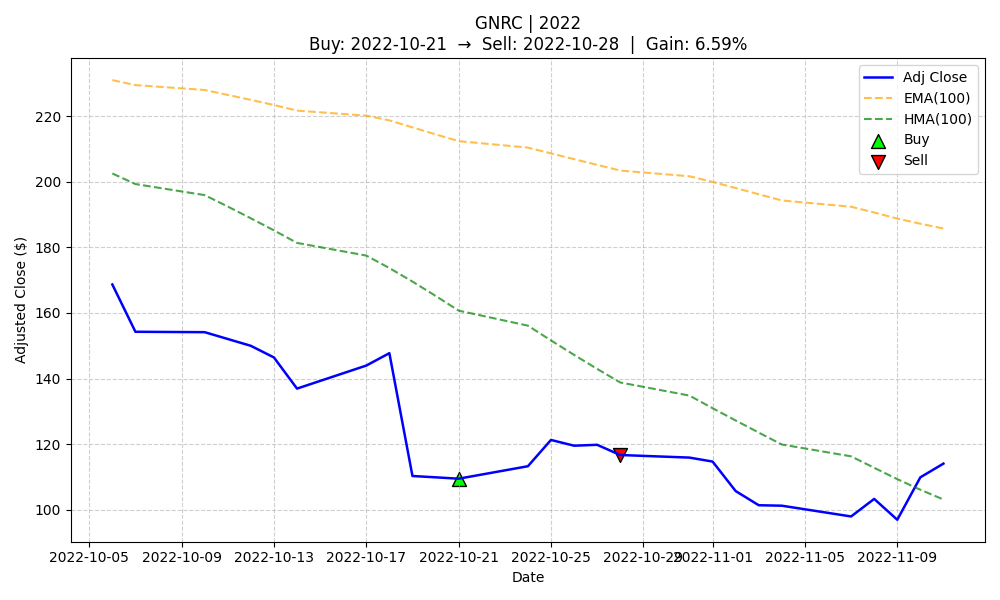 GNRC | 2022
Buy: 2022-10-21 → Sell: 2022-10-28 | Gain: 6.59%
Adj Close
EMA(100)
HMA(100)
Buy
Sell
Adjusted Close ($)
220
200
180
160
140
120
100
2022-10-05 2022-10-09 2022-10-13 2022-10-17 2022-10-21 2022-10-25 2022-10-29 2022-11-01 2022-11-05 2022-11-09
Date